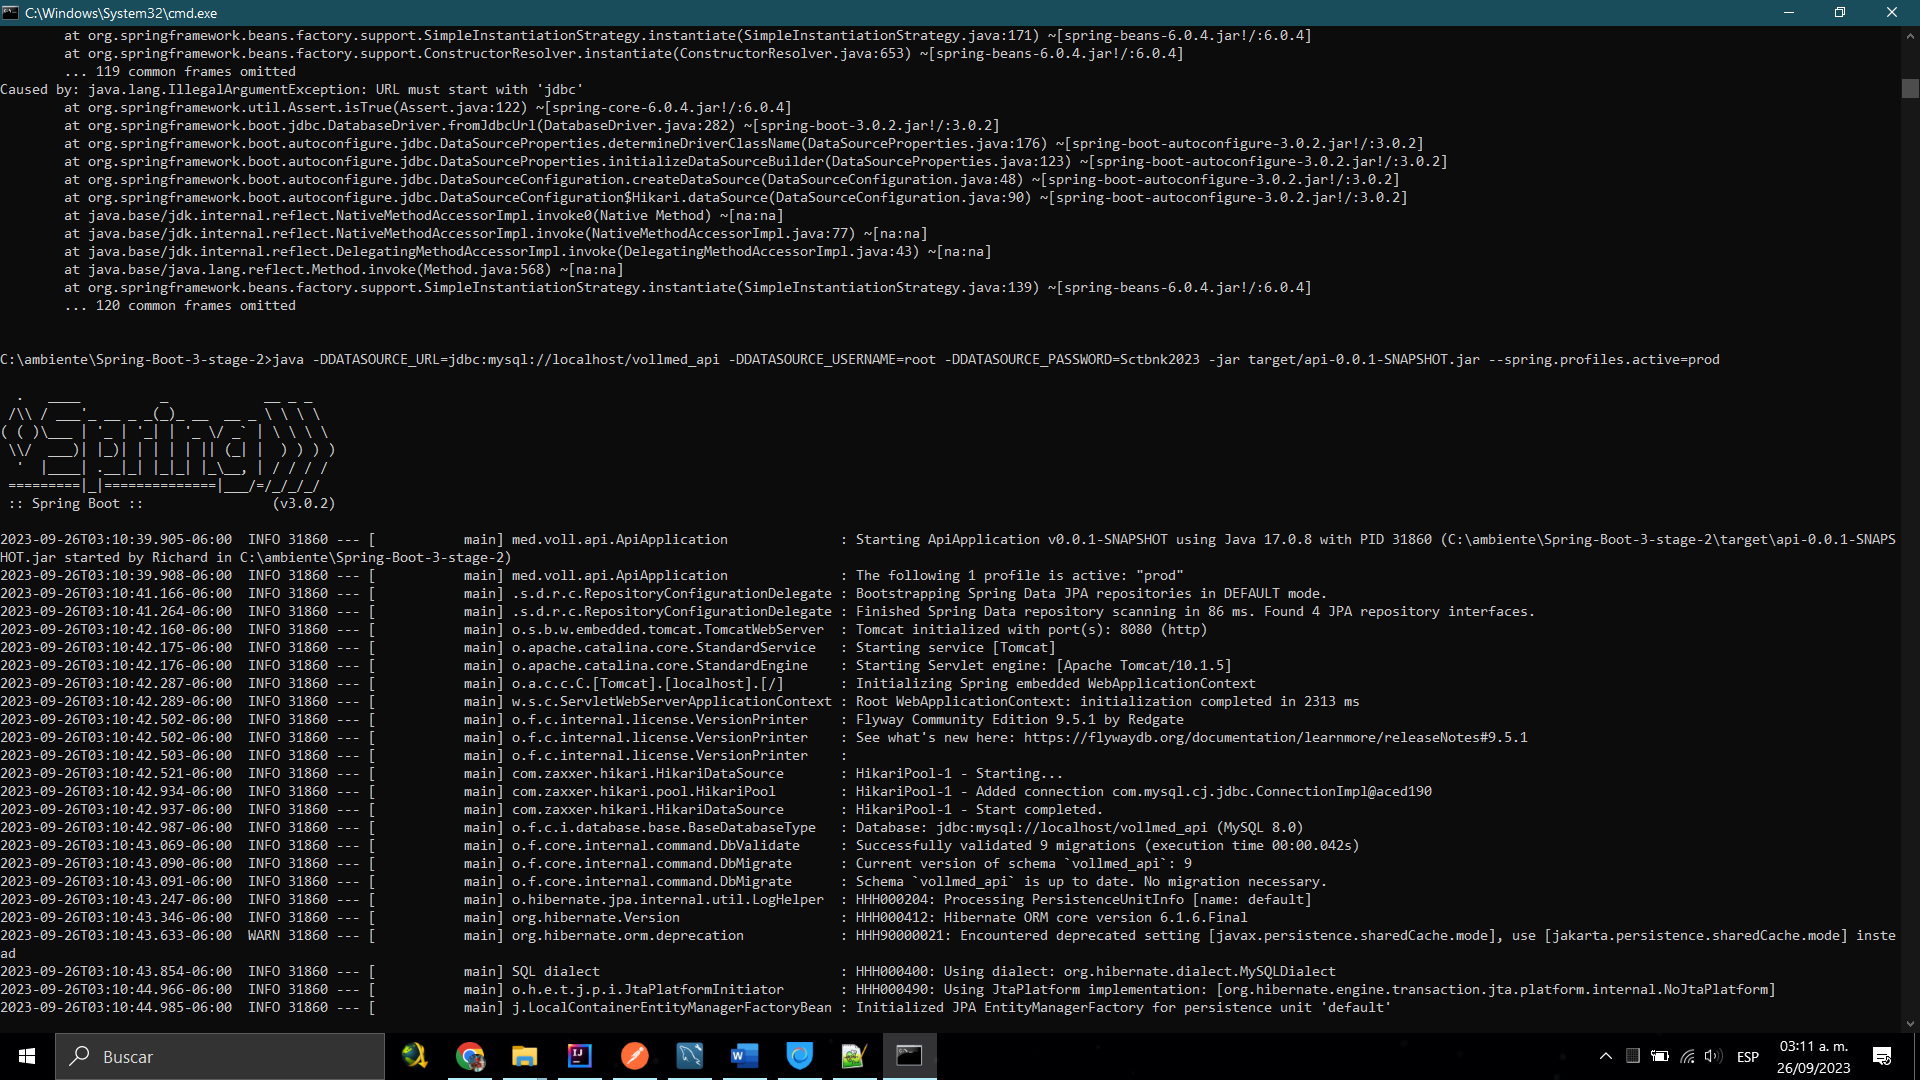 C:\Windows\System32\cmd.exe
        at org.springframework.beans.factory.support.SimpleInstantiationStrategy.instantiate(SimpleInstantiationStrategy.java:171) ~[spring-beans-6.0.4.jar!/:6.0.4]
        at org.springframework.beans.factory.support.ConstructorResolver.instantiate(ConstructorResolver.java:653) ~[spring-beans-6.0.4.jar!/:6.0.4]
        ... 119 common frames omitted
Caused by: java.lang.IllegalArgumentException: URL must start with 'jdbc'
        at org.springframework.util.Assert.isTrue(Assert.java:122) ~[spring-core-6.0.4.jar!/:6.0.4]
        at org.springframework.boot.jdbc.DatabaseDriver.fromJdbcUrl(DatabaseDriver.java:282) ~[spring-boot-3.0.2.jar!/:3.0.2]
        at org.springframework.boot.autoconfigure.jdbc.DataSourceProperties.determineDriverClassName(DataSourceProperties.java:176) ~[spring-boot-autoconfigure-3.0.2.jar!/:3.0.2]
        at org.springframework.boot.autoconfigure.jdbc.DataSourceProperties.initializeDataSourceBuilder(DataSourceProperties.java:123) ~[spring-boot-autoconfigure-3.0.2.jar!/:3.0.2]
        at org.springframework.boot.autoconfigure.jdbc.DataSourceConfiguration.createDataSource(DataSourceConfiguration.java:48) ~[spring-boot-autoconfigure-3.0.2.jar!/:3.0.2]
        at org.springframework.boot.autoconfigure.jdbc.DataSourceConfiguration$Hikari.dataSource(DataSourceConfiguration.java:90) ~[spring-boot-autoconfigure-3.0.2.jar!/:3.0.2]
        at java.base/jdk.internal.reflect.NativeMethodAccessorImpl.invoke0(Native Method) ~[na:na]
        at java.base/jdk.internal.reflect.NativeMethodAccessorImpl.invoke(NativeMethodAccessorImpl.java:77) ~[na:na]
        at java.base/jdk.internal.reflect.DelegatingMethodAccessorImpl.invoke(DelegatingMethodAccessorImpl.java:43) ~[na:na]
        at java.base/java.lang.reflect.Method.invoke(Method.java:568) ~[na:na]
        at org.springframework.beans.factory.support.SimpleInstantiationStrategy.instantiate(SimpleInstantiationStrategy.java:139) ~[spring-beans-6.0.4.jar!/:6.0.4]
        ... 120 common frames omitted
C:\ambiente\Spring-Boot-3-stage-2>java -DDATASOURCE_URL=jdbc:mysql://localhost/vollmed_api -DDATASOURCE_USERNAME=root -DDATASOURCE_PASSWORD=Sctbnk2023 -jar target/api-0.0.1-SNAPSHOT.jar --spring.profiles.active=prod
  .   ____          _            __ _ _
 /\\ / ___'_ __ _ _(_)_ __  __ _ \ \ \ \
( ( )\___ | '_ | '_| | '_ \/ _` | \ \ \ \
 \\/  ___)| |_)| | | | | || (_| |  ) ) ) )
  '  |____| .__|_| |_|_| |_\__, | / / / /
 =========|_|==============|___/=/_/_/_/
 :: Spring Boot ::                (v3.0.2)
2023-09-26T03:10:39.905-06:00  INFO 31860 --- [           main] med.voll.api.ApiApplication              : Starting ApiApplication v0.0.1-SNAPSHOT using Java 17.0.8 with PID 31860 (C:\ambiente\Spring-Boot-3-stage-2\target\api-0.0.1-SNAPS
HOT.jar started by Richard in C:\ambiente\Spring-Boot-3-stage-2)
2023-09-26T03:10:39.908-06:00  INFO 31860 --- [           main] med.voll.api.ApiApplication              : The following 1 profile is active: "prod"
2023-09-26T03:10:41.166-06:00  INFO 31860 --- [           main] .s.d.r.c.RepositoryConfigurationDelegate : Bootstrapping Spring Data JPA repositories in DEFAULT mode.
2023-09-26T03:10:41.264-06:00  INFO 31860 --- [           main] .s.d.r.c.RepositoryConfigurationDelegate : Finished Spring Data repository scanning in 86 ms. Found 4 JPA repository interfaces.
2023-09-26T03:10:42.160-06:00  INFO 31860 --- [           main] o.s.b.w.embedded.tomcat.TomcatWebServer  : Tomcat initialized with port(s): 8080 (http)
2023-09-26T03:10:42.175-06:00  INFO 31860 --- [           main] o.apache.catalina.core.StandardService   : Starting service [Tomcat]
2023-09-26T03:10:42.176-06:00  INFO 31860 --- [           main] o.apache.catalina.core.StandardEngine    : Starting Servlet engine: [Apache Tomcat/10.1.5]
2023-09-26T03:10:42.287-06:00  INFO 31860 --- [           main] o.a.c.c.C.[Tomcat].[localhost].[/]       : Initializing Spring embedded WebApplicationContext
2023-09-26T03:10:42.289-06:00  INFO 31860 --- [           main] w.s.c.ServletWebServerApplicationContext : Root WebApplicationContext: initialization completed in 2313 ms
2023-09-26T03:10:42.502-06:00  INFO 31860 --- [           main] o.f.c.internal.license.VersionPrinter    : Flyway Community Edition 9.5.1 by Redgate
2023-09-26T03:10:42.502-06:00  INFO 31860 --- [           main] o.f.c.internal.license.VersionPrinter    : See what's new here: https://flywaydb.org/documentation/learnmore/releaseNotes#9.5.1
2023-09-26T03:10:42.503-06:00  INFO 31860 --- [           main] o.f.c.internal.license.VersionPrinter    :
2023-09-26T03:10:42.521-06:00  INFO 31860 --- [           main] com.zaxxer.hikari.HikariDataSource       : HikariPool-1 - Starting...
2023-09-26T03:10:42.934-06:00  INFO 31860 --- [           main] com.zaxxer.hikari.pool.HikariPool        : HikariPool-1 - Added connection com.mysql.cj.jdbc.ConnectionImpl@aced190
2023-09-26T03:10:42.937-06:00  INFO 31860 --- [           main] com.zaxxer.hikari.HikariDataSource       : HikariPool-1 - Start completed.
2023-09-26T03:10:42.987-06:00  INFO 31860 --- [           main] o.f.c.i.database.base.BaseDatabaseType   : Database: jdbc:mysql://localhost/vollmed_api (MySQL 8.0)
2023-09-26T03:10:43.069-06:00  INFO 31860 --- [           main] o.f.core.internal.command.DbValidate     : Successfully validated 9 migrations (execution time 00:00.042s)
2023-09-26T03:10:43.090-06:00  INFO 31860 --- [           main] o.f.core.internal.command.DbMigrate      : Current version of schema `vollmed_api`: 9
2023-09-26T03:10:43.091-06:00  INFO 31860 --- [           main] o.f.core.internal.command.DbMigrate      : Schema `vollmed_api` is up to date. No migration necessary.
2023-09-26T03:10:43.247-06:00  INFO 31860 --- [           main] o.hibernate.jpa.internal.util.LogHelper  : HHH000204: Processing PersistenceUnitInfo [name: default]
2023-09-26T03:10:43.346-06:00  INFO 31860 --- [           main] org.hibernate.Version                    : HHH000412: Hibernate ORM core version 6.1.6.Final
2023-09-26T03:10:43.633-06:00  WARN 31860 --- [           main] org.hibernate.orm.deprecation            : HHH90000021: Encountered deprecated setting [javax.persistence.sharedCache.mode], use [jakarta.persistence.sharedCache.mode] inste
ad
2023-09-26T03:10:43.854-06:00  INFO 31860 --- [           main] SQL dialect                              : HHH000400: Using dialect: org.hibernate.dialect.MySQLDialect
2023-09-26T03:10:44.966-06:00  INFO 31860 --- [           main] o.h.e.t.j.p.i.JtaPlatformInitiator       : HHH000490: Using JtaPlatform implementation: [org.hibernate.engine.transaction.jta.platform.internal.NoJtaPlatform]
2023-09-26T03:10:44.985-06:00  INFO 31860 --- [           main] j.LocalContainerEntityManagerFactoryBean : Initialized JPA EntityManagerFactory for persistence unit 'default'
Buscar
ESP
03:11 a. m.
26/09/2023